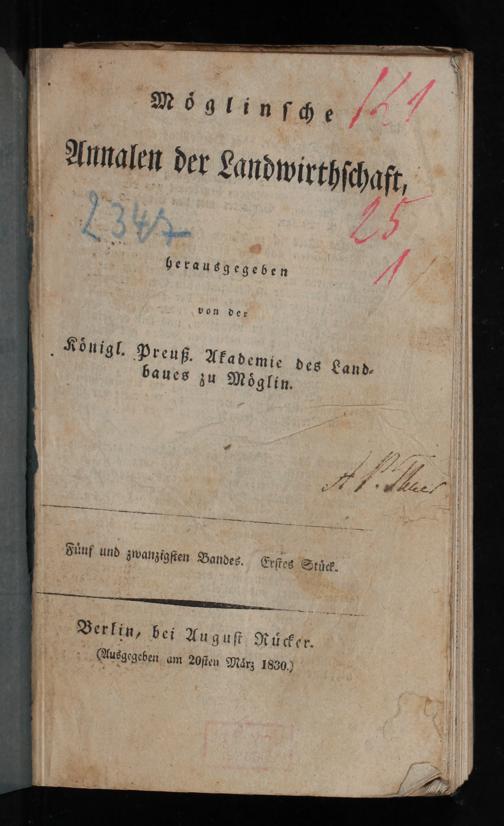 Möglinsche
Annalen der Landwirthschaft,
2347
25
1
herausgegeben
von der
Königl. Preuß. Akademie des Land-
baues zu Möglin.
Fünf und zwanzigsten Bandes. Erstes Stück.
Berlin, bei August Rücker.
(Ausgegeben am 20sten März 1830.)